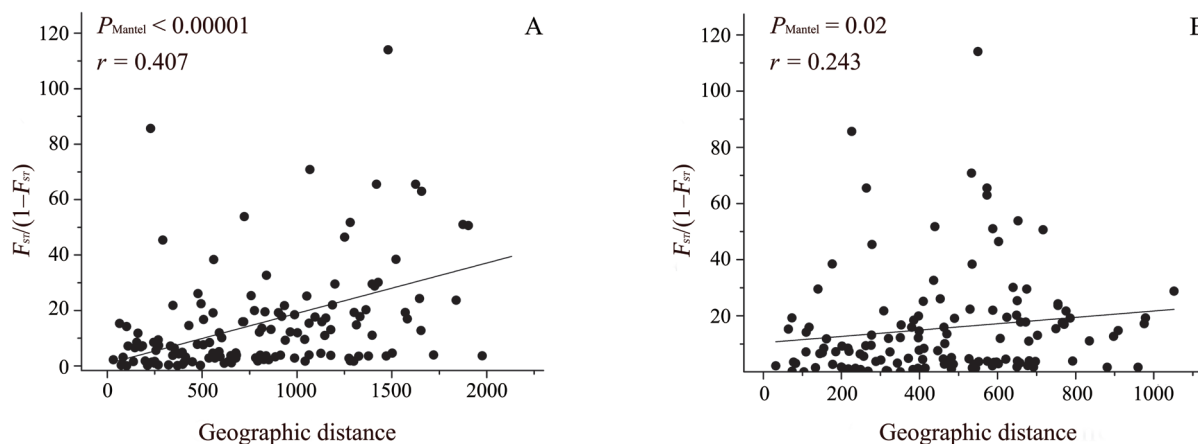 P_Mantel < 0.00001
r = 0.407
A
F_ST/(1–F_ST)
120
100
80
60
40
20
0
0
500
1000
1500
2000
Geographic distance
P_Mantel = 0.02
r = 0.243
F_ST/(1–F_ST)
120
100
80
60
40
20
0
200
400
600
800
1000
Geographic distance